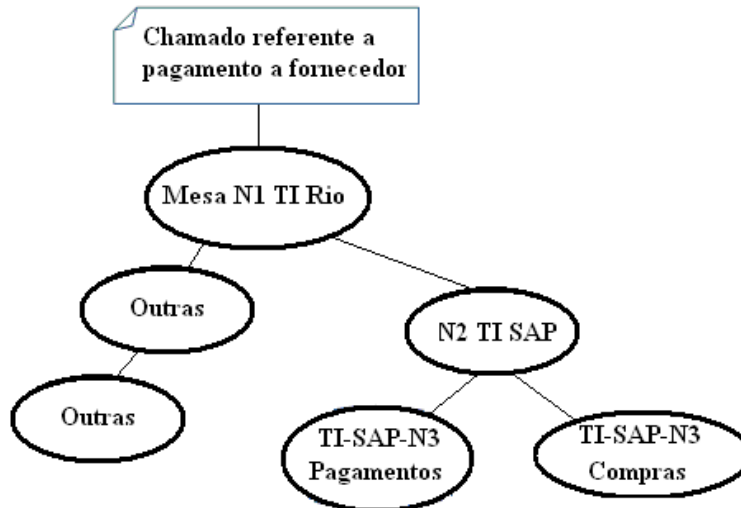 Chamado referente a
pagamento a fornecedor
Mesa N1 TI Rio
Outras
N2 TI SAP
Outras
TI-SAP-N3
Pagamentos
TI-SAP-N3
Compras